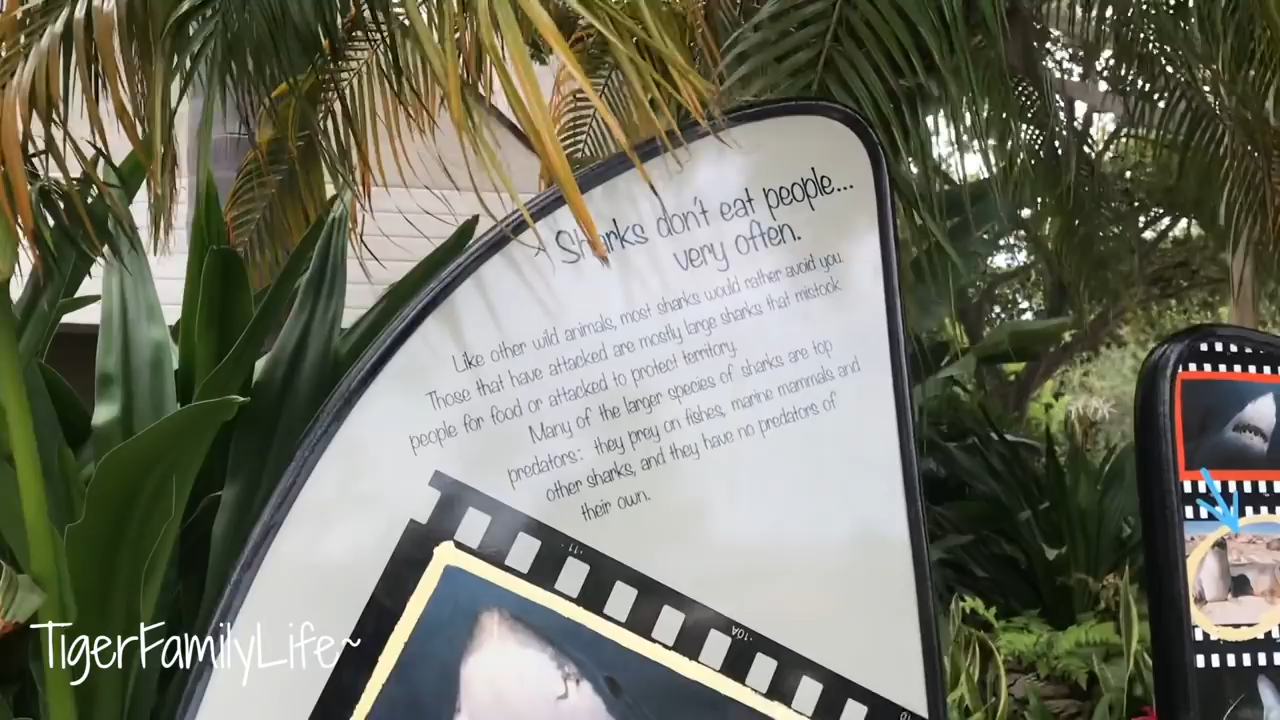 Sharks don't eat people...
very often.
Like other wild animals, most sharks would rather avoid you.
Those that have attacked are mostly large sharks that mistook
people for food or attacked to protect territory.
Many of the larger species of sharks are top
predators: they prey on fishes, marine mammals and
other sharks, and they have no predators of
their own.
11
10A
10
TigerFamilyLife~